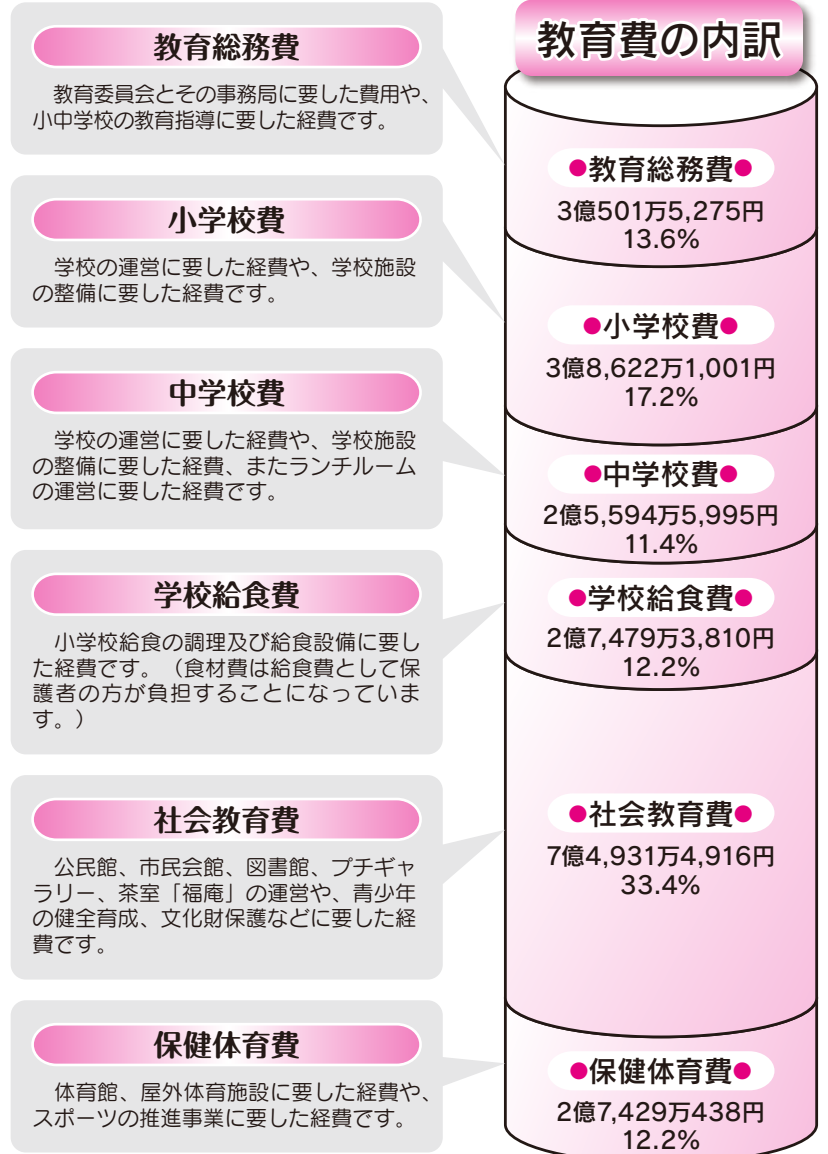 教育費の内訳
教育総務費
　教育委員会とその事務局に要した費用や、
小中学校の教育指導に要した経費です。
●教育総務費●
3億501万5,275円
13.6%
小学校費
　学校の運営に要した経費や、学校施設
の整備に要した経費です。
●小学校費●
3億8,622万1,001円
17.2%
中学校費
　学校の運営に要した経費や、学校施設
の整備に要した経費、またランチルーム
の運営に要した経費です。
●中学校費●
2億5,594万5,995円
11.4%
学校給食費
　小学校給食の調理及び給食設備に要し
た経費です。（食材費は給食費として保
護者の方が負担することになっていま
す。）
●学校給食費●
2億7,479万3,810円
12.2%
社会教育費
　公民館、市民会館、図書館、プチギャ
ラリー、茶室「福庵」の運営や、青少年
の健全育成、文化財保護などに要した経
費です。
●社会教育費●
7億4,931万4,916円
33.4%
保健体育費
　体育館、屋外体育施設に要した経費や、
スポーツの推進事業に要した経費です。
●保健体育費●
2億7,429万438円
12.2%